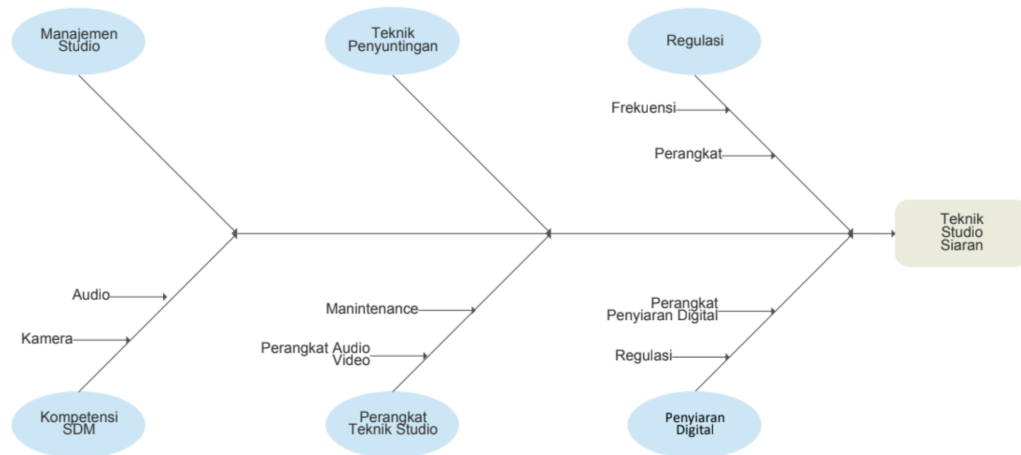 Manajemen
Studio
Teknik
Penyuntingan
Regulasi
Frekuensi
Perangkat
Teknik
Studio
Siaran
Audio
Kamera
Manintenance
Perangkat Audio
Video
Perangkat
Penyiaran Digital
Regulasi
Kompetensi
SDM
Perangkat
Teknik Studio
Penyiaran
Digital